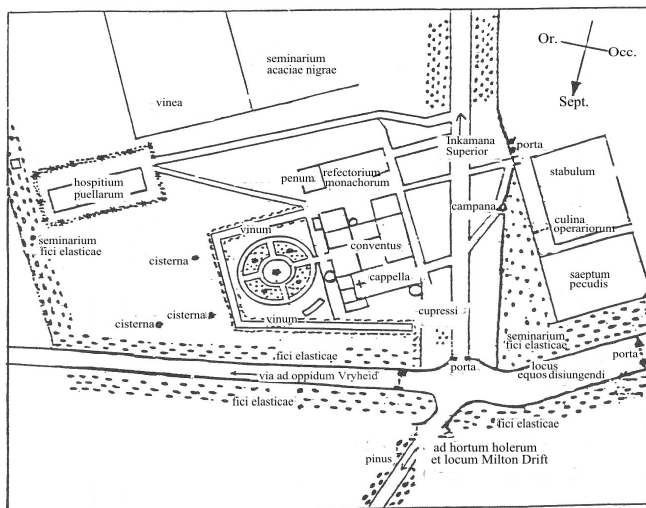 seminarium
acaciae nigrae
vinea
Or.
Occ.
Sept.
Inkamana
Superior
porta
stabulum
penum
refectorium
monachorum
hospitium
puellarum
campana
culina
operariorum
vinum
seminarium
fici elasticae
conventus
cisterna
cappella
saeptum
pecudis
cupressi
cisterna
cisterna
vinum
seminarium
fici elasticae
fici elasticae
porta
locus
equos disiungendi
porta
via ad oppidum Vryheid
fici elasticae
fici elasticae
pinus
ad hortum holerum
et locum Milton Drift